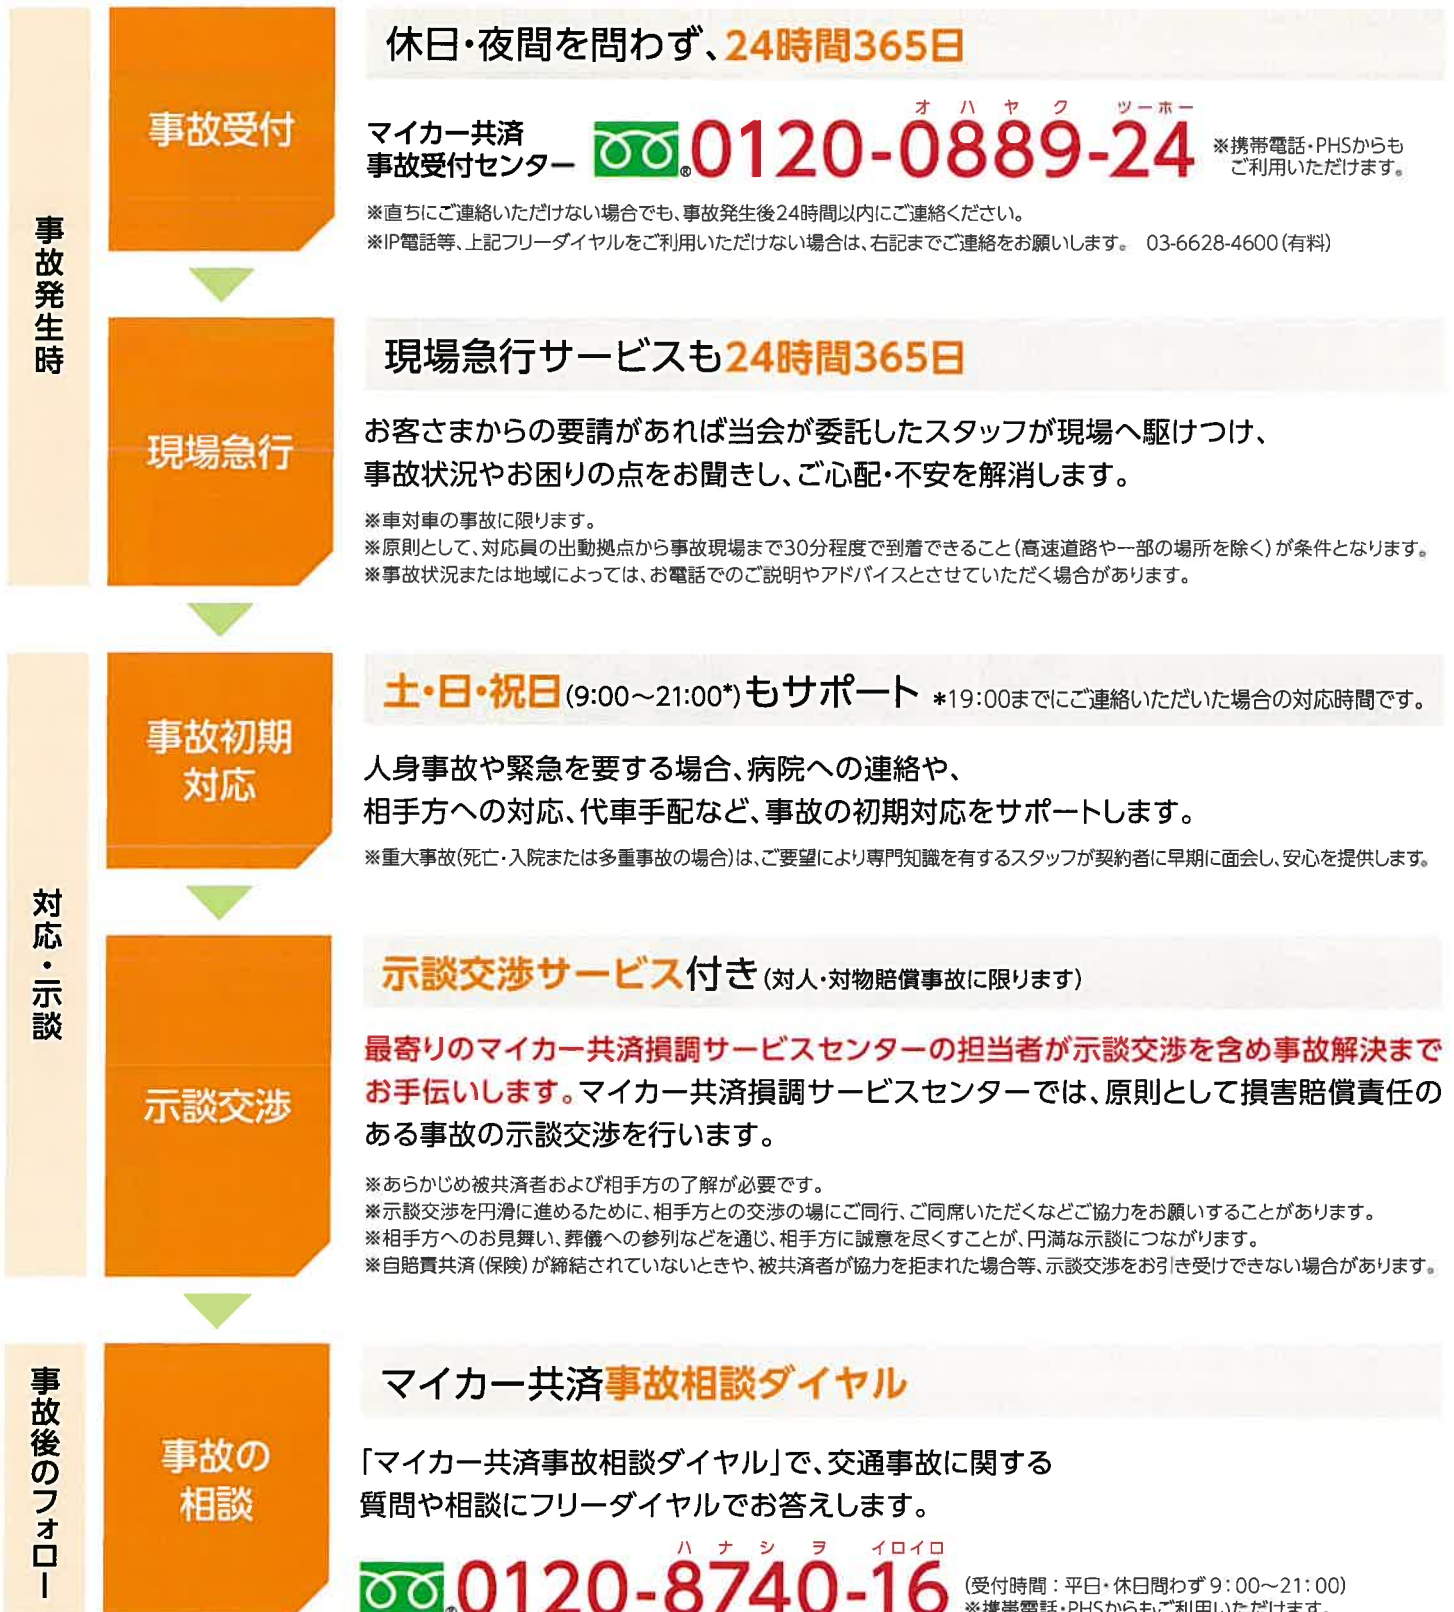 事故発生時
事故受付
休日・夜間を問わず、24時間365日
マイカー共済
事故受付センター
オ ハ ヤ ク ツーホー
0120-0889-24
※携帯電話・PHSからも
ご利用いただけます。
※直ちにご連絡いただけない場合でも、事故発生後24時間以内にご連絡ください。
※IP電話等、上記フリーダイヤルをご利用いただけない場合は、右記までご連絡をお願いします。 03-6628-4600(有料)
現場急行
現場急行サービスも24時間365日
お客さまからの要請があれば当会が委託したスタッフが現場へ駆けつけ、
事故状況やお困りの点をお聞きし、ご心配・不安を解消します。
※車対車の事故に限ります。
※原則として、対応員の出動拠点から事故現場まで30分程度で到着できること(高速道路や一部の場所を除く)が条件となります。
※事故状況または地域によっては、お電話でのご説明やアドバイスとさせていただく場合があります。
対応・示談
事故初期
対応
土・日・祝日(9:00～21:00*)もサポート *19:00までにご連絡いただいた場合の対応時間です。
人身事故や緊急を要する場合、病院への連絡や、
相手方への対応、代車手配など、事故の初期対応をサポートします。
※重大事故(死亡・入院または多重事故の場合)は、ご要望により専門知識を有するスタッフが契約者に早期に面会し、安心を提供します。
示談交渉
示談交渉サービス付き(対人・対物賠償事故に限ります)
最寄りのマイカー共済損調サービスセンターの担当者が示談交渉を含め事故解決まで
お手伝いします。マイカー共済損調サービスセンターでは、原則として損害賠償責任の
ある事故の示談交渉を行います。
※あらかじめ被共済者および相手方の了解が必要です。
※示談交渉を円滑に進めるために、相手方との交渉の場にご同行、ご同席いただくなどご協力をお願いすることがあります。
※相手方へのお見舞い、葬儀への参列などを通じ、相手方に誠意を尽くすことが、円満な示談につながります。
※自賠責共済(保険)が締結されていないときや、被共済者が協力を拒まれた場合等、示談交渉をお引き受けできない場合があります。
事故後のフォロー
事故の
相談
マイカー共済事故相談ダイヤル
「マイカー共済事故相談ダイヤル」で、交通事故に関する
質問や相談にフリーダイヤルでお答えします。
ハ ナ シ ヲ イロイロ
0120-8740-16
(受付時間：平日・休日問わず 9:00～21:00)
※携帯電話・PHSからもご利用いただけます。